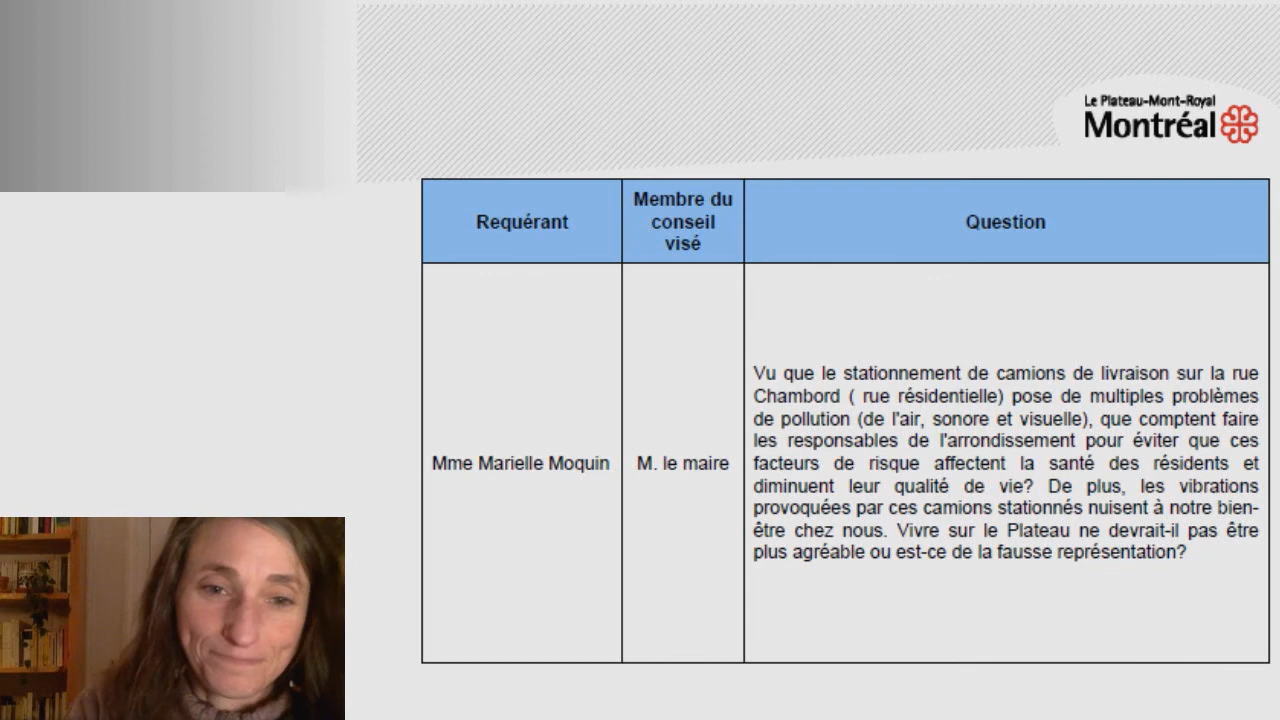 Le Plateau-Mont-Royal
Montréal
Requérant
Membre du
conseil
visé
Question
Mme Marielle Moquin
M. le maire
Vu que le stationnement de camions de livraison sur la rue
Chambord ( rue résidentielle) pose de multiples problèmes
de pollution (de l'air, sonore et visuelle), que comptent faire
les responsables de l'arrondissement pour éviter que ces
facteurs de risque affectent la santé des résidents et
diminuent leur qualité de vie? De plus, les vibrations
provoquées par ces camions stationnés nuisent à notre bien-
être chez nous. Vivre sur le Plateau ne devrait-il pas être
plus agréable ou est-ce de la fausse représentation?